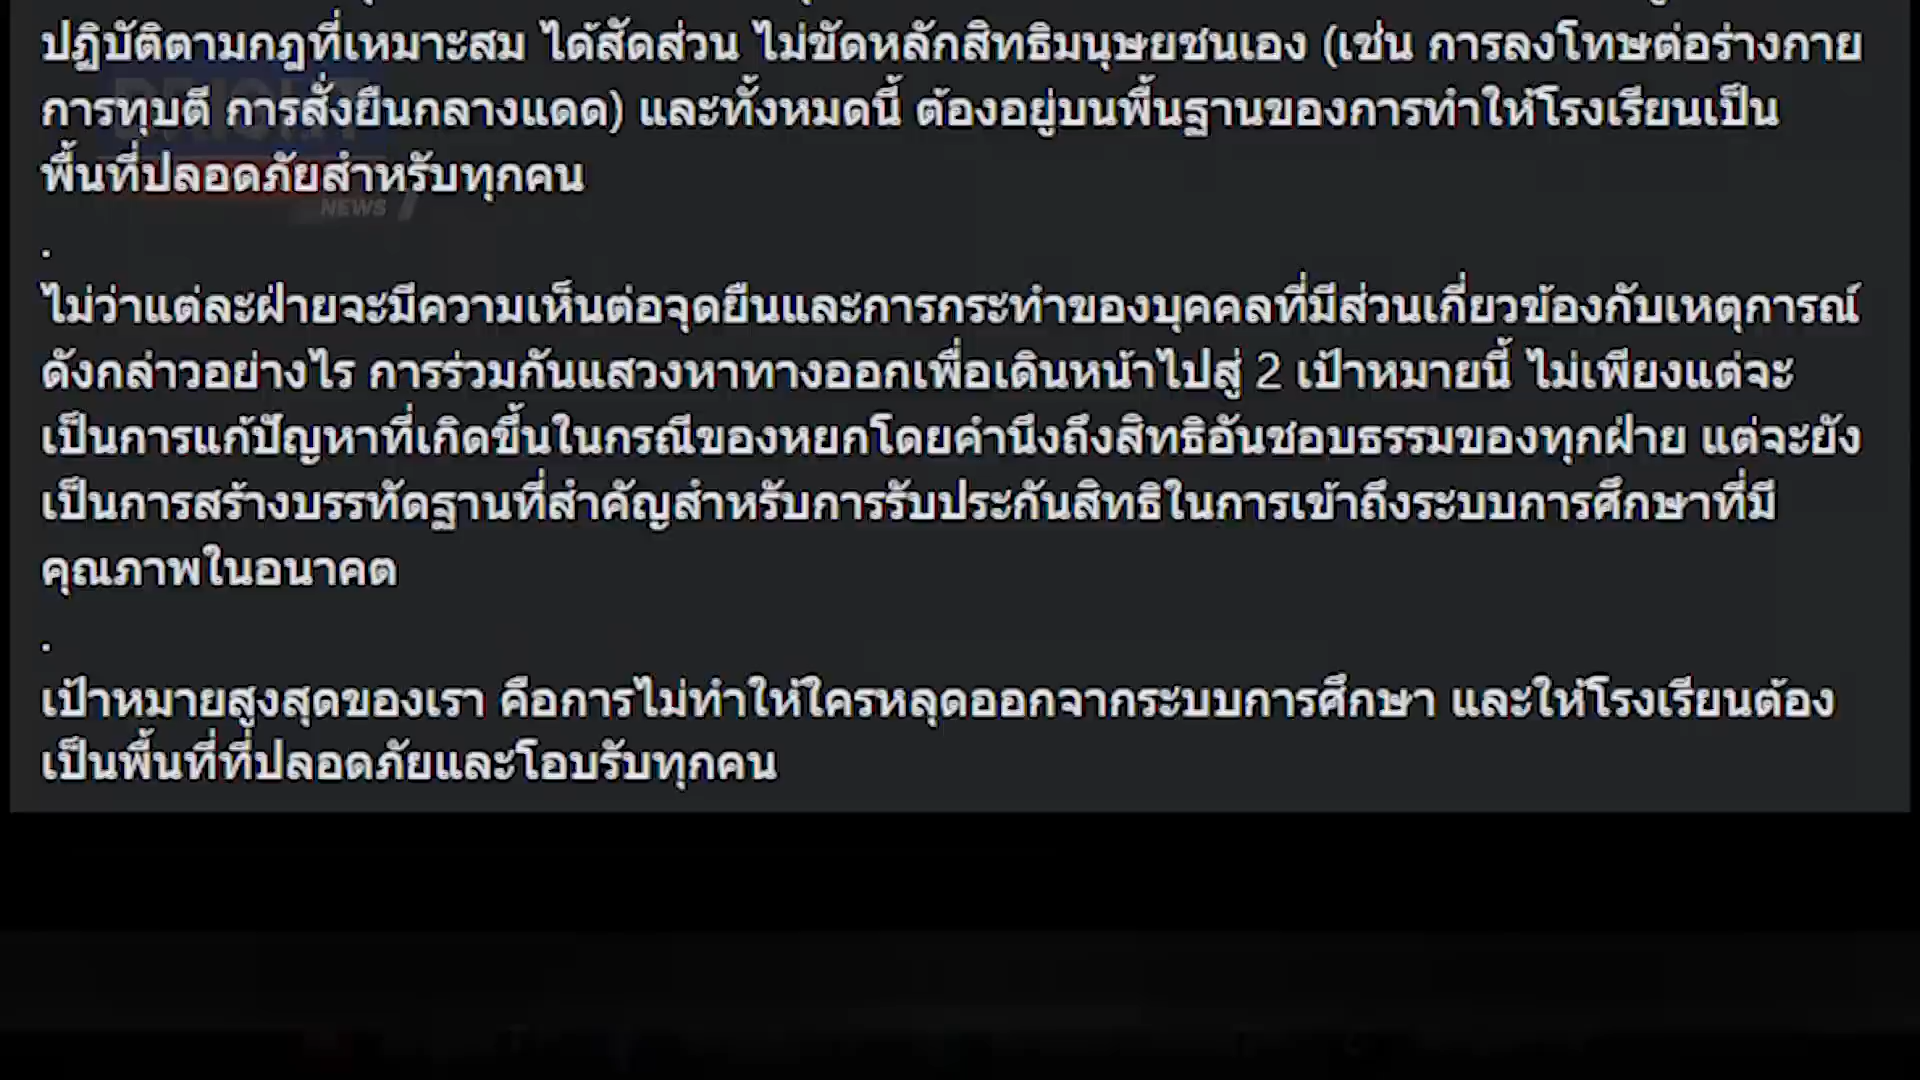 ปฏิบัติตามกฎที่เหมาะสม ได้สัดส่วน ไม่ขัดหลักสิทธิมนุษยชนเอง (เช่น การลงโทษต่อร่างกาย
การทุบตี การสั่งยืนกลางแดด) และทั้งหมดนี้ ต้องอยู่บนพื้นฐานของการทำให้โรงเรียนเป็น
พื้นที่ปลอดภัยสำหรับทุกคน
NEWS
.
ไม่ว่าแต่ละฝ่ายจะมีความเห็นต่อจุดยืนและการกระทำของบุคคลที่มีส่วนเกี่ยวข้องกับเหตุการณ์
ดังกล่าวอย่างไร การร่วมกันแสวงหาทางออกเพื่อเดินหน้าไปสู่ 2 เป้าหมายนี้ ไม่เพียงแต่จะ
เป็นการแก้ปัญหาที่เกิดขึ้นในกรณีของหยกโดยคำนึงถึงสิทธิอันชอบธรรมของทุกฝ่าย แต่จะยัง
เป็นการสร้างบรรทัดฐานที่สำคัญสำหรับการรับประกันสิทธิในการเข้าถึงระบบการศึกษาที่มี
คุณภาพในอนาคต
.
เป้าหมายสูงสุดของเรา คือการไม่ทำให้ใครหลุดออกจากระบบการศึกษา และให้โรงเรียนต้อง
เป็นพื้นที่ที่ปลอดภัยและโอบรับทุกคน